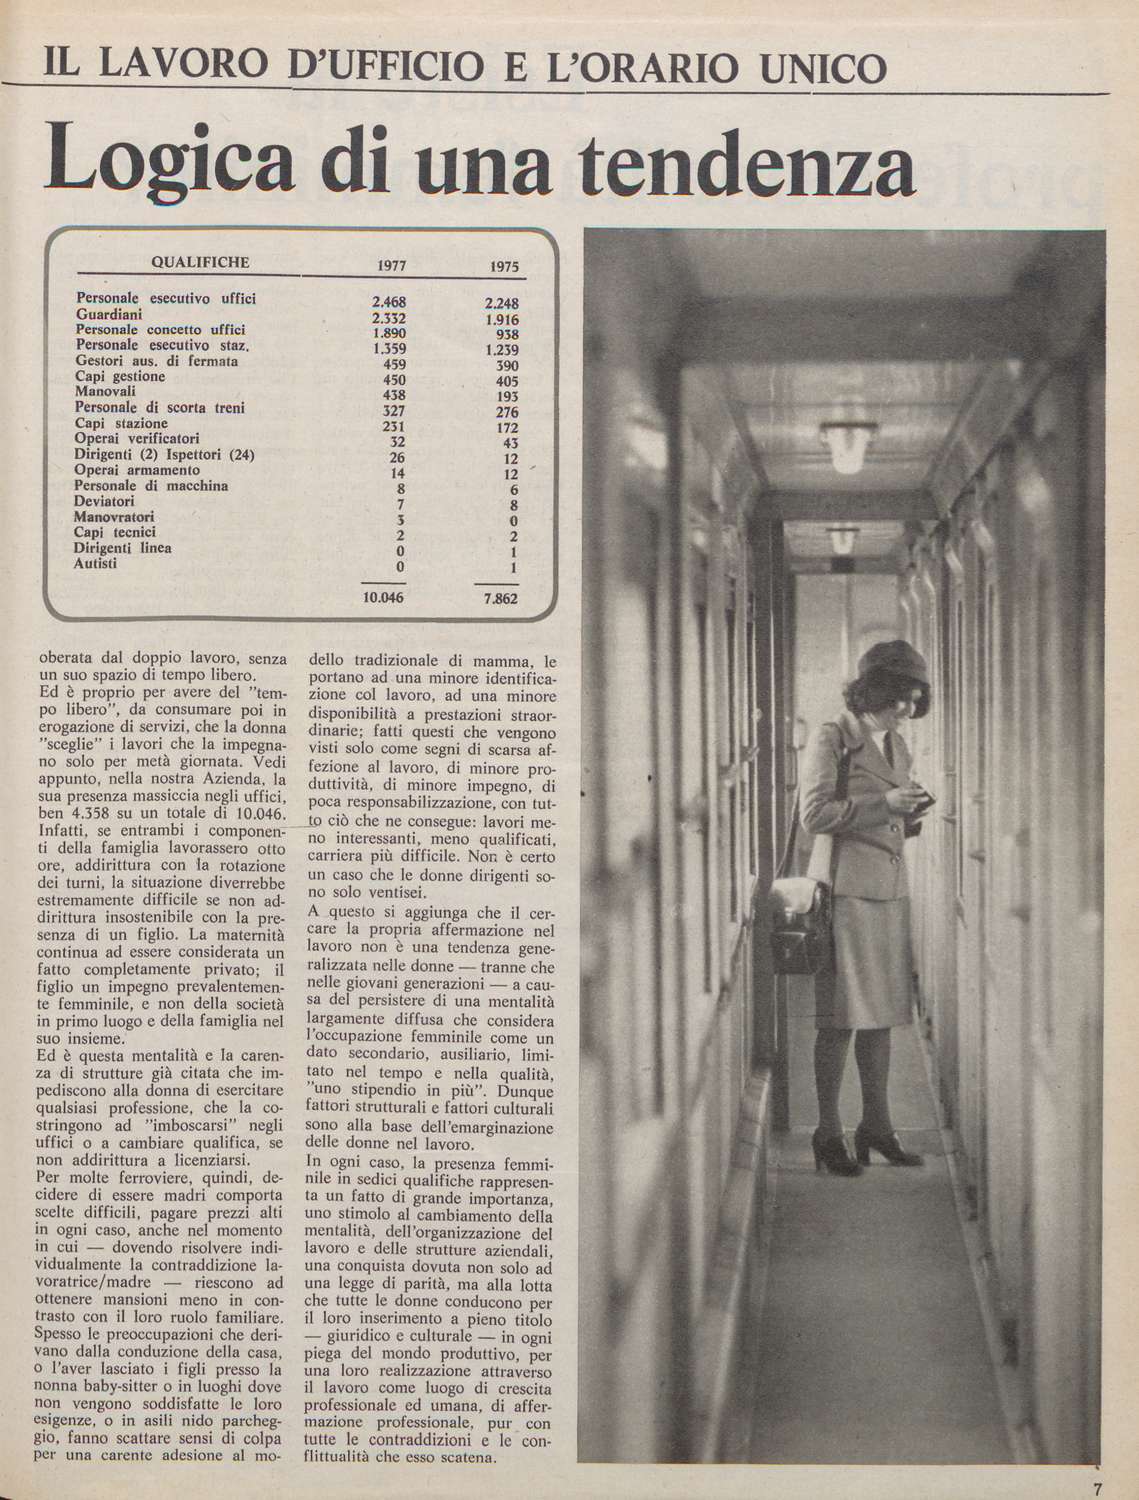 IL LAVORO D'UFFICIO E L'ORARIO UNICO
Logica di una tendenza
QUALIFICHE 1977 1975
Personale esecutivo uffici 2.468 2.248
Guardiani 2.332 1.916
Personale concetto uffici 1.890 938
Personale esecutivo staz. 1.359 1.239
Gestori aus. di fermata 459 390
Capi gestione 450 405
Manovali 438 193
Personale di scorta treni 327 276
Capi stazione 231 172
Operai verificatori 32 43
Dirigenti (2) Ispettori (24) 26 12
Operai armamento 14 12
Personale di macchina 8 6
Deviatori 7 8
Manovratori 3 0
Capi tecnici 2 2
Dirigenti linea 0 1
Autisti 0 1
10.046 7.862
oberata dal doppio lavoro, senza
un suo spazio di tempo libero.
Ed è proprio per avere del "tem-
po libero", da consumare poi in
erogazione di servizi, che la donna
"sceglie" i lavori che la impegna-
no solo per metà giornata. Vedi
appunto, nella nostra Azienda, la
sua presenza massiccia negli uffici,
ben 4.358 su un totale di 10.046.
Infatti, se entrambi i componen-
ti della famiglia lavorassero otto
ore, addirittura con la rotazione
dei turni, la situazione diverrebbe
estremamente difficile se non ad-
dirittura insostenibile con la pre-
senza di un figlio. La maternità
continua ad essere considerata un
fatto completamente privato; il
figlio un impegno prevalentemen-
te femminile, e non della società
in primo luogo e della famiglia nel
suo insieme.
Ed è questa mentalità e la caren-
za di strutture già citata che im-
pediscono alla donna di esercitare
qualsiasi professione, che la co-
stringono ad "imboscarsi" negli
uffici o a cambiare qualifica, se
non addirittura a licenziarsi.
Per molte ferroviere, quindi, de-
cidere di essere madri comporta
scelte difficili, pagare prezzi alti
in ogni caso, anche nel momento
in cui — dovendo risolvere indi-
vidualmente la contraddizione la-
voratrice/madre — riescono ad
ottenere mansioni meno in con-
trasto con il loro ruolo familiare.
Spesso le preoccupazioni che deri-
vano dalla conduzione della casa,
o l'aver lasciato i figli presso la
nonna baby-sitter o in luoghi dove
non vengono soddisfatte le loro
esigenze, o in asili nido parcheg-
gio, fanno scattare sensi di colpa
per una carente adesione al mo-
dello tradizionale di mamma, le
portano ad una minore identifica-
zione col lavoro, ad una minore
disponibilità a prestazioni straor-
dinarie; fatti questi che vengono
visti solo come segni di scarsa af-
fezione al lavoro, di minore pro-
duttività, di minore impegno, di
poca responsabilizzazione, con tut-
to ciò che ne consegue: lavori me-
no interessanti, meno qualificati,
carriera più difficile. Non è certo
un caso che le donne dirigenti so-
no solo ventisei.
A questo si aggiunga che il cer-
care la propria affermazione nel
lavoro non è una tendenza gene-
ralizzata nelle donne — tranne che
nelle giovani generazioni — a cau-
sa del persistere di una mentalità
largamente diffusa che considera
l'occupazione femminile come un
dato secondario, ausiliario, limi-
tato nel tempo e nella qualità,
"uno stipendio in più". Dunque
fattori strutturali e fattori culturali
sono alla base dell'emarginazione
delle donne nel lavoro.
In ogni caso, la presenza femmi-
nile in sedici qualifiche rappresen-
ta un fatto di grande importanza,
uno stimolo al cambiamento della
mentalità, dell'organizzazione del
lavoro e delle strutture aziendali,
una conquista dovuta non solo ad
una legge di parità, ma alla lotta
che tutte le donne conducono per
il loro inserimento a pieno titolo
— giuridico e culturale — in ogni
piega del mondo produttivo, per
una loro realizzazione attraverso
il lavoro come luogo di crescita
professionale ed umana, di affer-
mazione professionale, pur con
tutte le contraddizioni e le con-
flittualità che esso scatena.
7